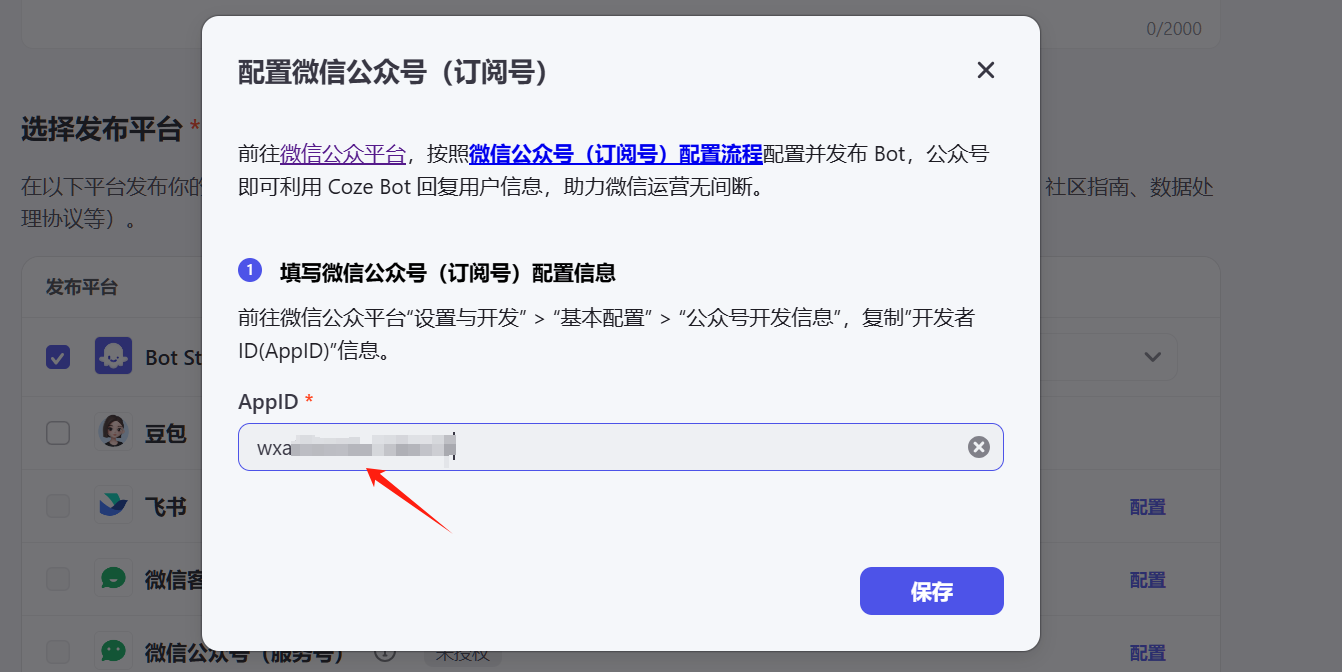 0/2000
配置微信公众号（订阅号）
选择发布平台 *
前往微信公众平台，按照微信公众号（订阅号）配置流程配置并发布 Bot，公众号
即可利用 Coze Bot 回复用户信息，助力微信运营无间断。
在以下平台发布你的
社区指南、数据处
理协议等）。
1 填写微信公众号（订阅号）配置信息
发布平台
前往微信公众平台“设置与开发” > “基本配置” > “公众号开发信息”，复制”开发者
ID(AppID)”信息。
Bot St
AppID *
豆包
wxa
飞书
配置
微信客
配置
保存
微信公众号（服务号）
未授权
配置